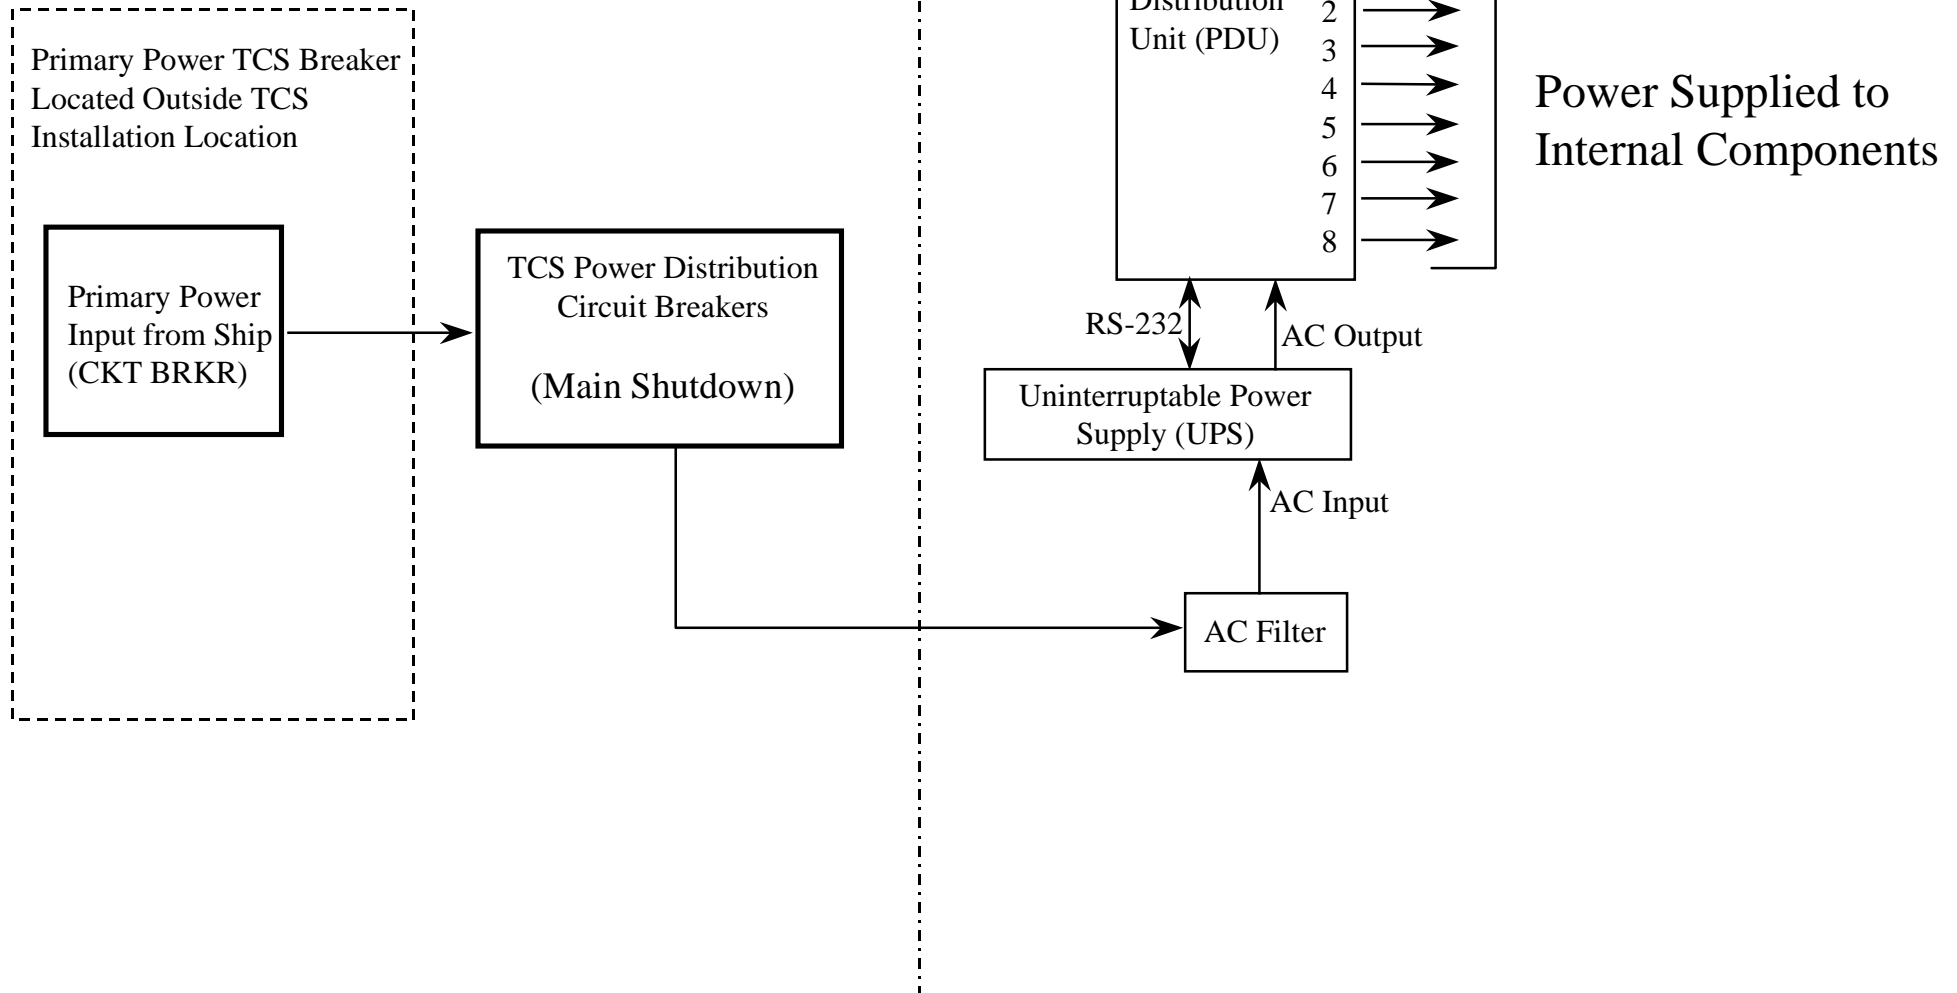 Primary Power TCS Breaker
Located Outside TCS
Installation Location
Primary Power
Input from Ship
(CKT BRKR)
TCS Power Distribution
Circuit Breakers
(Main Shutdown)
Distribution
Unit (PDU)
2
3
4
5
6
7
8
Power Supplied to
Internal Components
RS-232
AC Output
Uninterruptable Power
Supply (UPS)
AC Input
AC Filter